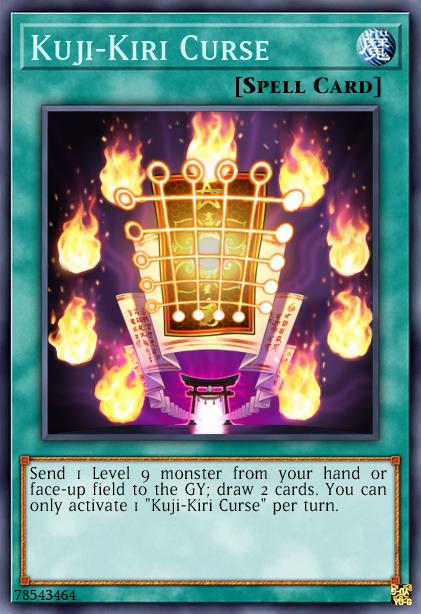 Kuji-Kiri Curse
魔
[Spell Card]
Send 1 Level 9 monster from your hand or
face-up field to the GY; draw 2 cards. You can
only activate 1 "Kuji-Kiri Curse" per turn.
78543464